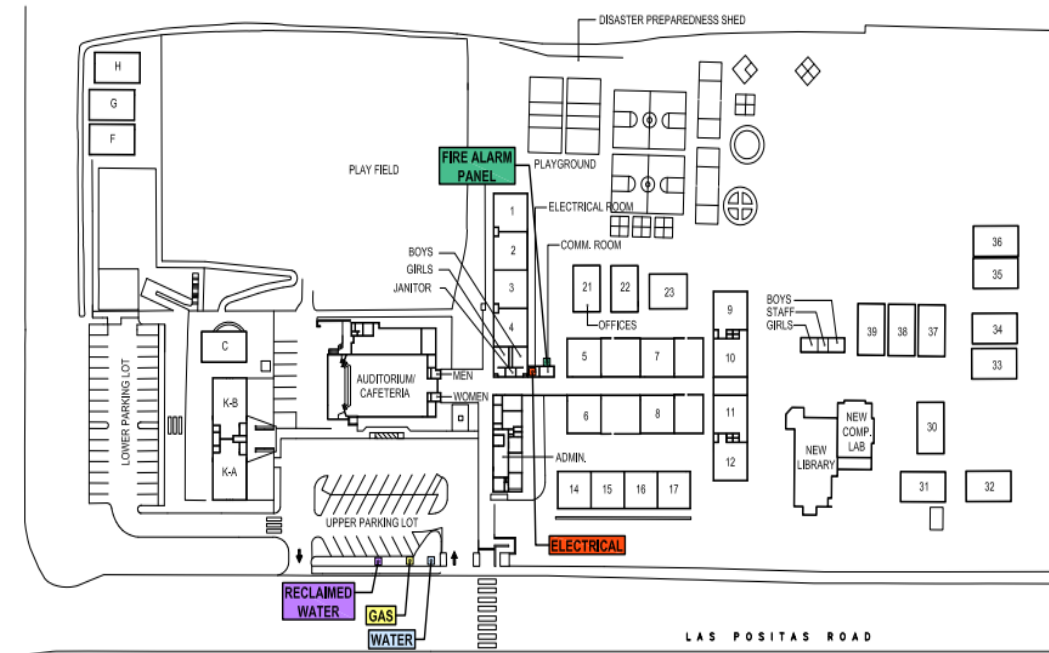 DISASTER PREPAREDNESS SHED
H
G
F
PLAY FIELD
FIRE ALARM
PANEL
PLAYGROUND
ELECTRICAL ROOM
COMM. ROOM
BOYS
GIRLS
JANITOR
1
2
3
4
21
22
23
OFFICES
5
7
6
8
9
10
11
12
BOYS
STAFF
GIRLS
39
38
37
36
35
34
33
30
31
32
NEW
LIBRARY
NEW
COMP.
LAB
C
K-B
K-A
LOWER PARKING LOT
AUDITORIUM/
CAFETERIA
MEN
WOMEN
ADMIN.
14
15
16
17
UPPER PARKING LOT
ELECTRICAL
RECLAIMED
WATER
GAS
WATER
LAS POSITAS ROAD